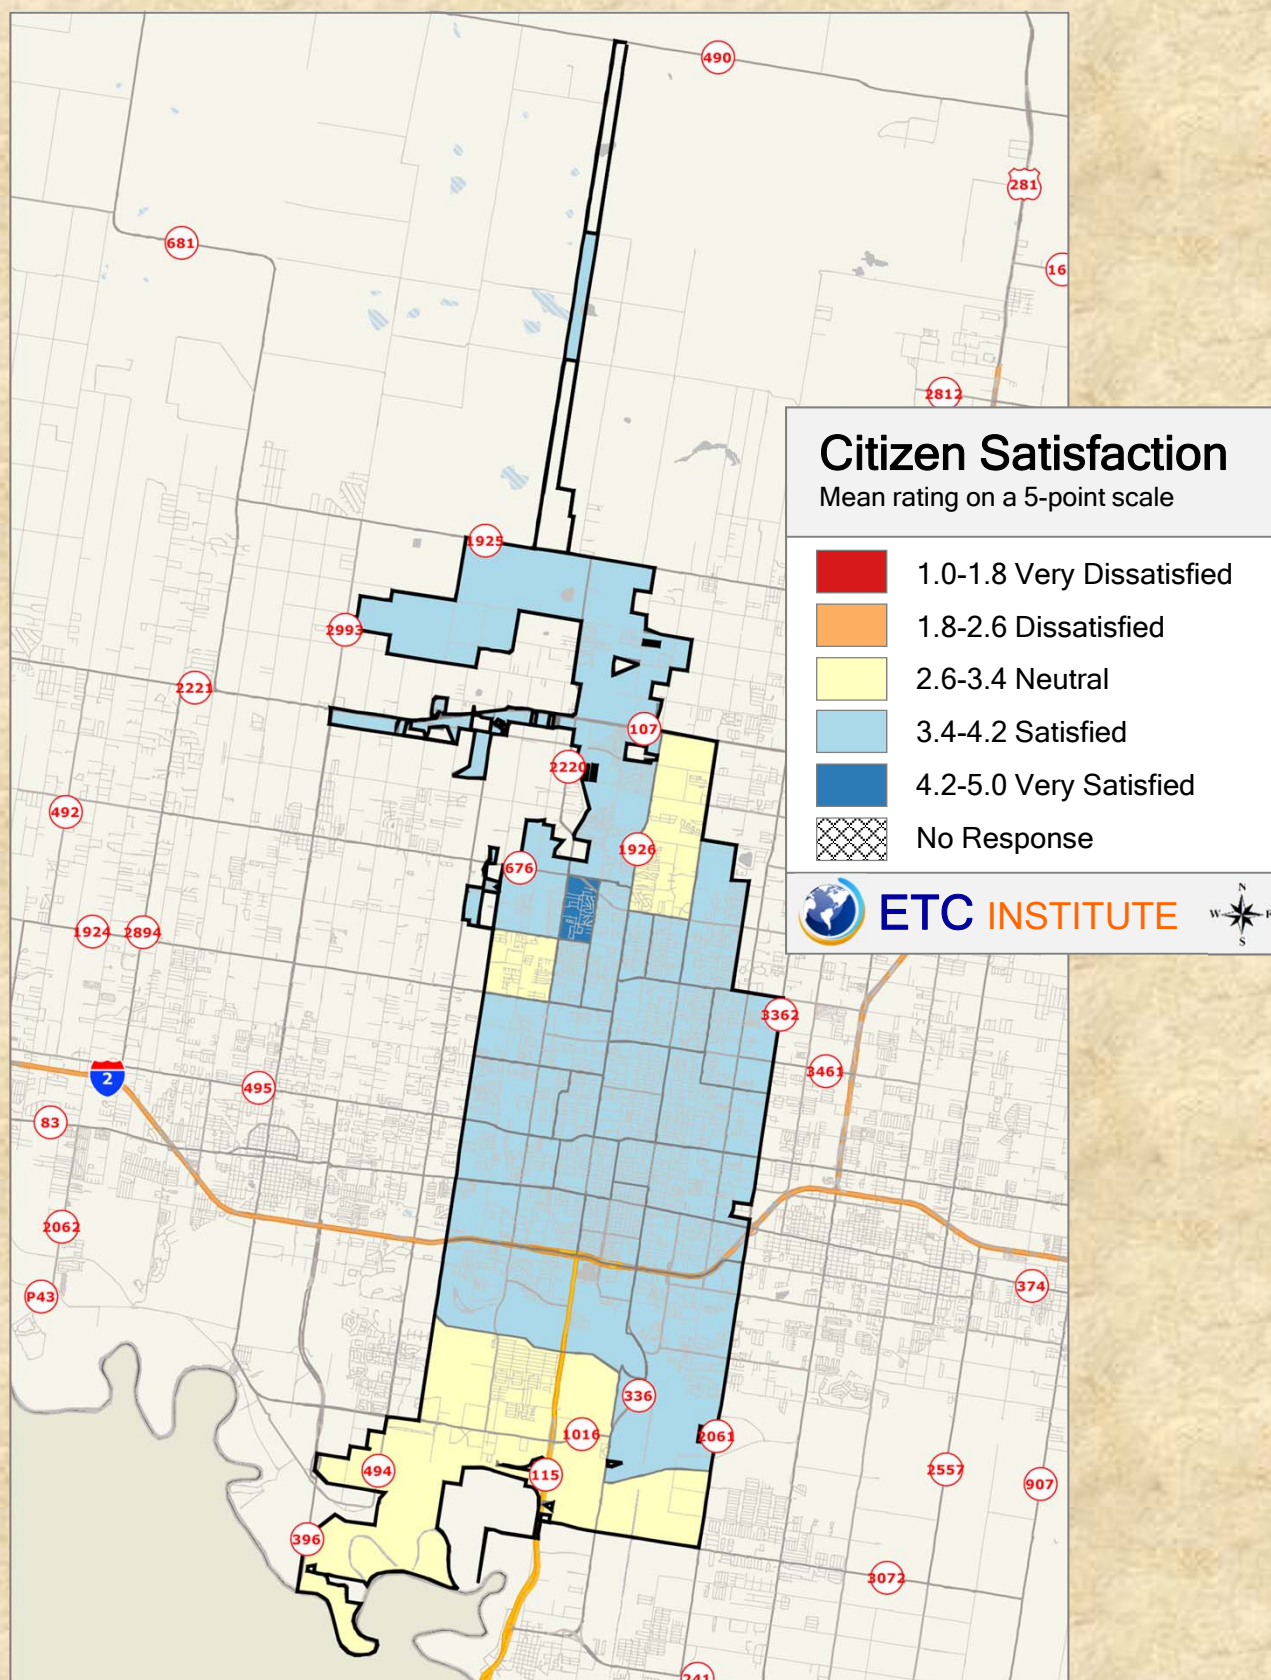 490
281
681
16
2812
Citizen Satisfaction
Mean rating on a 5-point scale
1.0-1.8 Very Dissatisfied
1.8-2.6 Dissatisfied
2.6-3.4 Neutral
3.4-4.2 Satisfied
4.2-5.0 Very Satisfied
No Response
ETC INSTITUTE
N
W
E
S
1925
2993
2221
107
2220
492
1926
676
1924
2894
3362
3461
2
495
83
2062
P43
374
336
1016
2061
494
115
2557
907
396
3072
241